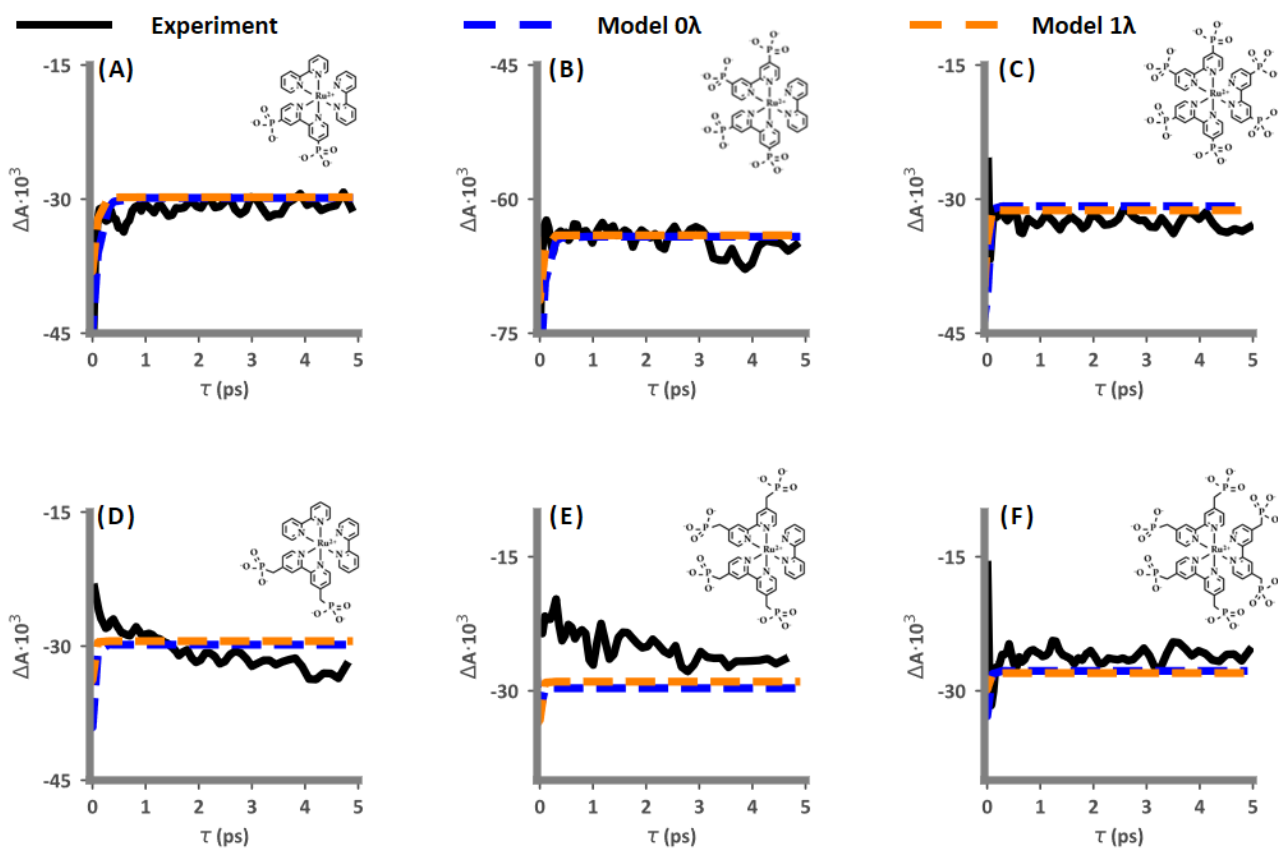 Experiment Model 0λ Model 1λ
(A) (B) (C)
-15 -45 -15
-30 -60 -30
-45 -75 -45
ΔA·10³ ΔA·10³ ΔA·10³
0 1 2 3 4 5 0 1 2 3 4 5 0 1 2 3 4 5
τ (ps) τ (ps) τ (ps)
(D) (E) (F)
-15 -15 -15
-30 -30 -30
-45
ΔA·10³ ΔA·10³ ΔA·10³
0 1 2 3 4 5 0 1 2 3 4 5 0 1 2 3 4 5
τ (ps) τ (ps) τ (ps)